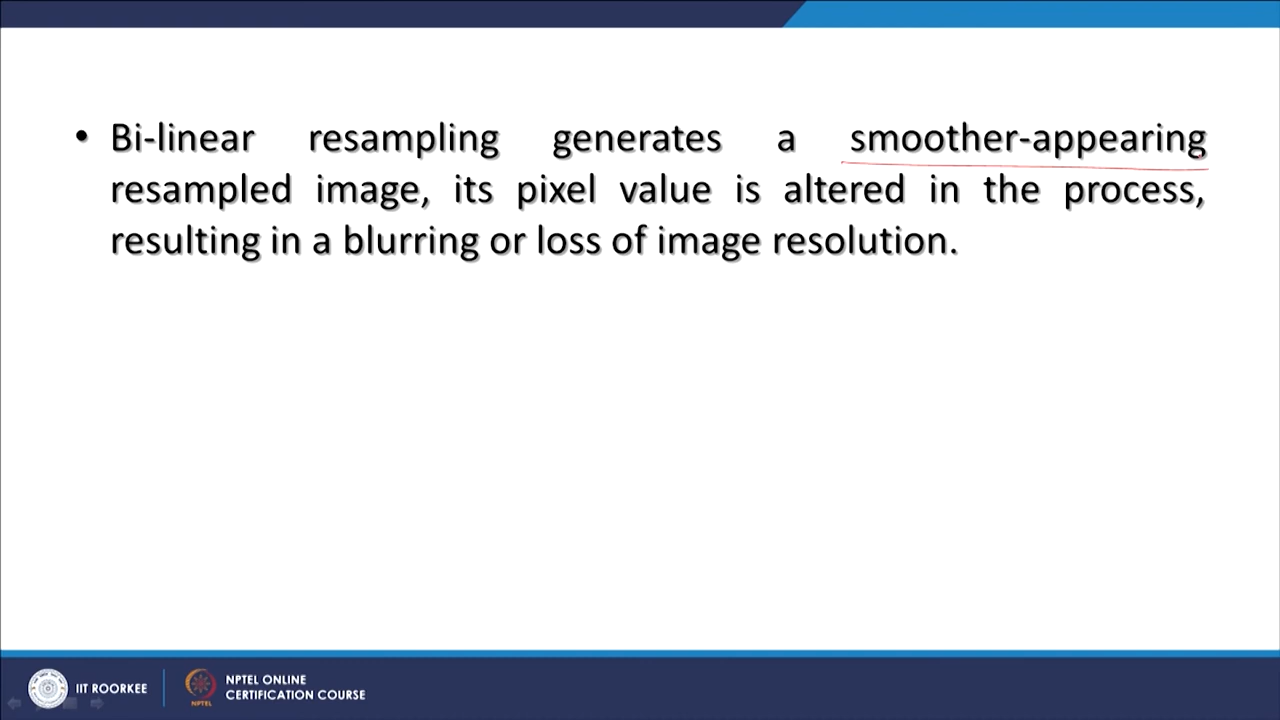 • Bi-linear resampling generates a smoother-appearing
resampled image, its pixel value is altered in the process,
resulting in a blurring or loss of image resolution.
IIT ROORKEE
NPTEL ONLINE
CERTIFICATION COURSE
NPTEL